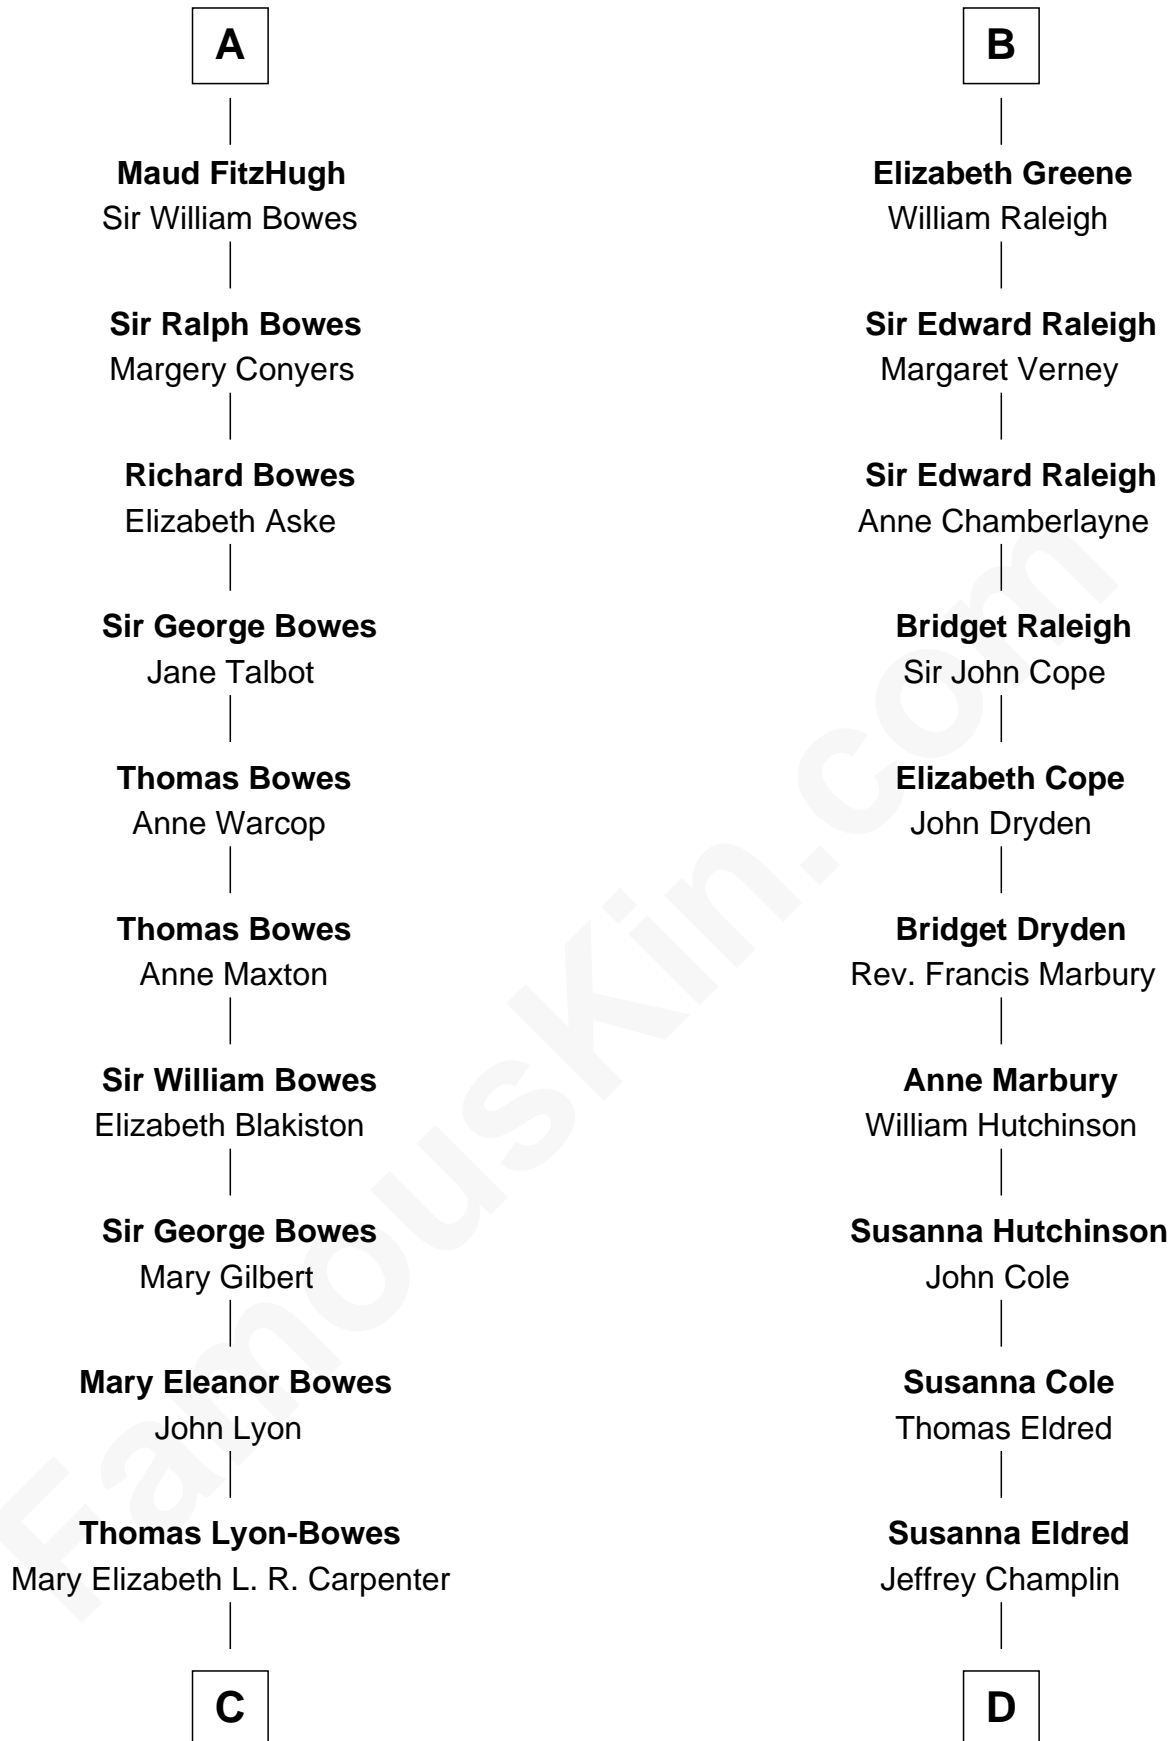 A
Maud FitzHugh
Sir William Bowes
Sir Ralph Bowes
Margery Conyers
Richard Bowes
Elizabeth Aske
Sir George Bowes
Jane Talbot
Thomas Bowes
Anne Warcop
Thomas Bowes
Anne Maxton
Sir William Bowes
Elizabeth Blakiston
Sir George Bowes
Mary Gilbert
Mary Eleanor Bowes
John Lyon
Thomas Lyon-Bowes
Mary Elizabeth L. R. Carpenter
C
B
Elizabeth Greene
William Raleigh
Sir Edward Raleigh
Margaret Verney
Sir Edward Raleigh
Anne Chamberlayne
Bridget Raleigh
Sir John Cope
Elizabeth Cope
John Dryden
Bridget Dryden
Rev. Francis Marbury
Anne Marbury
William Hutchinson
Susanna Hutchinson
John Cole
Susanna Cole
Thomas Eldred
Susanna Eldred
Jeffrey Champlin
D
FamousKin.com